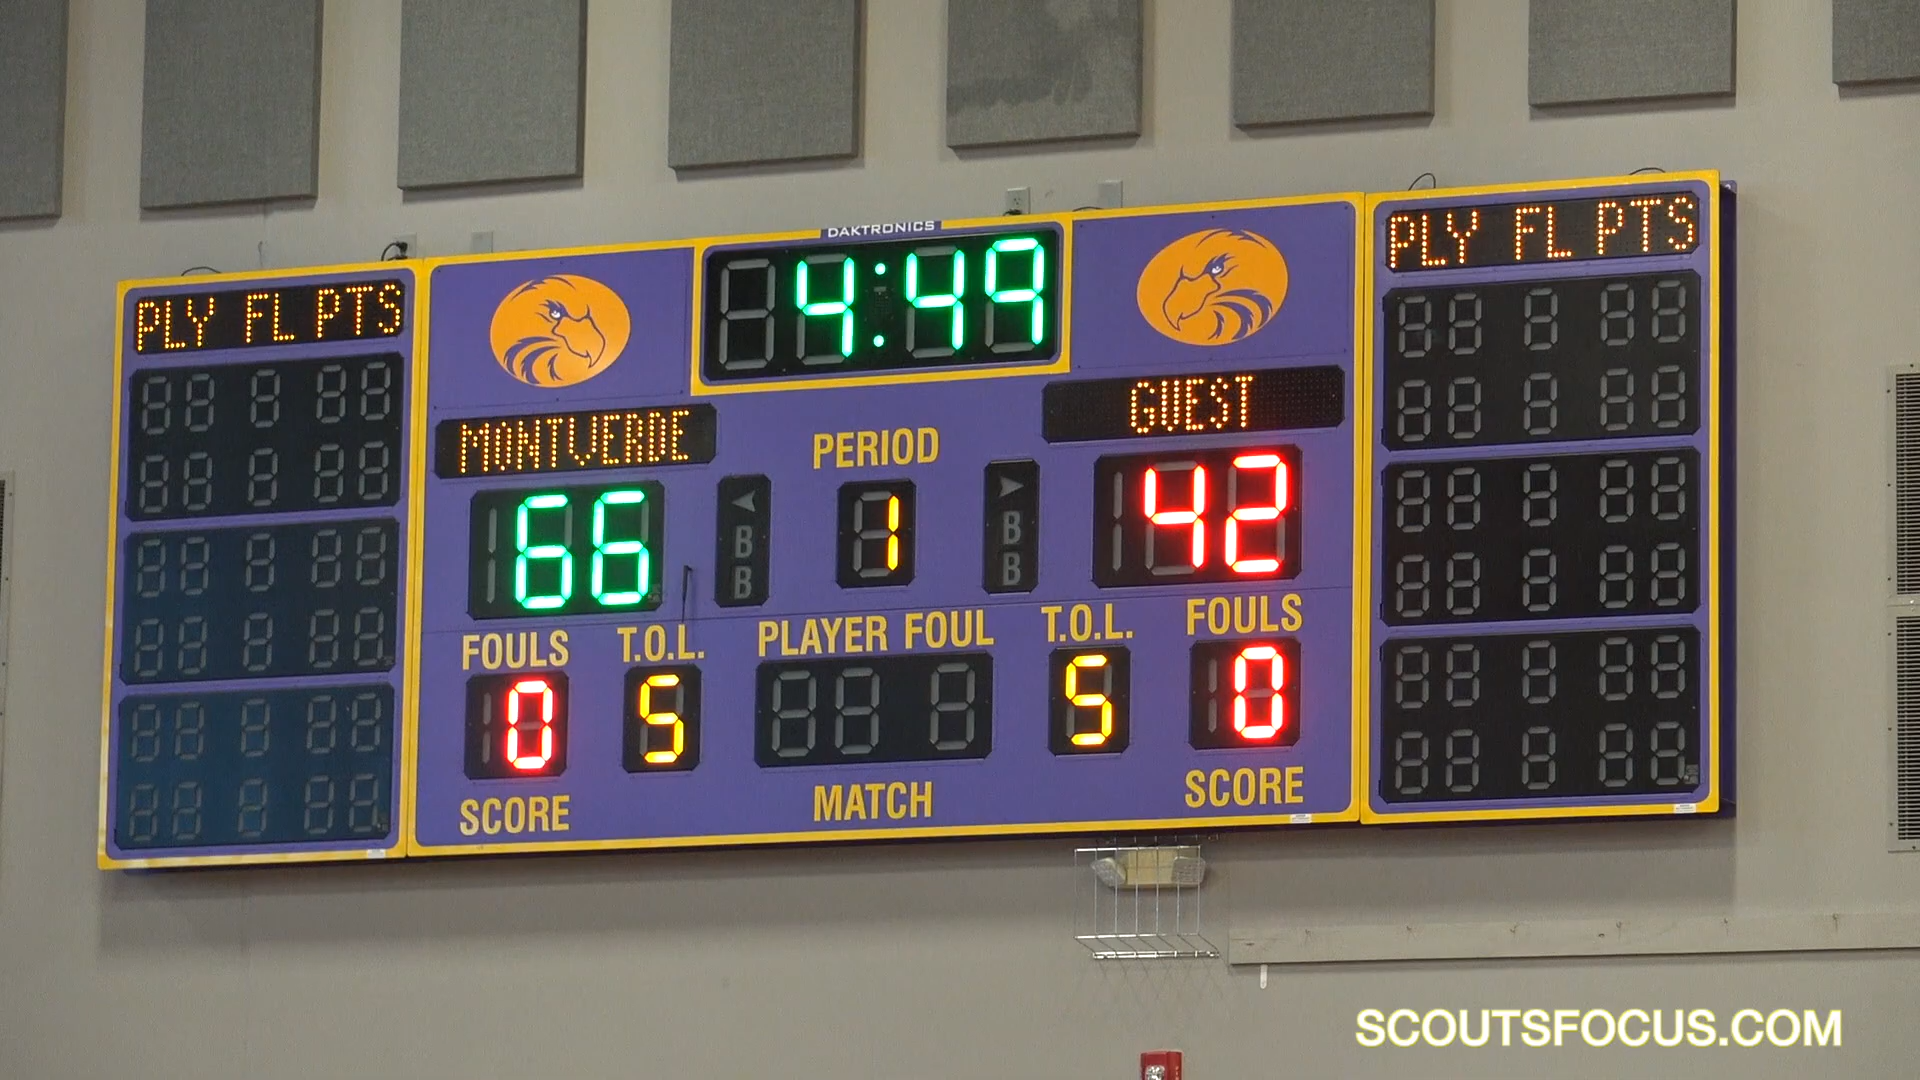 DAKTRONICS
PLY FL PTS
4:49
PLY FL PTS
MONTVERDE
GUEST
PERIOD
66
1
42
B
B
B
B
FOULS T.O.L. PLAYER FOUL T.O.L. FOULS
0 5 5 0
SCORE MATCH SCORE
SCOUTSFOCUS.COM